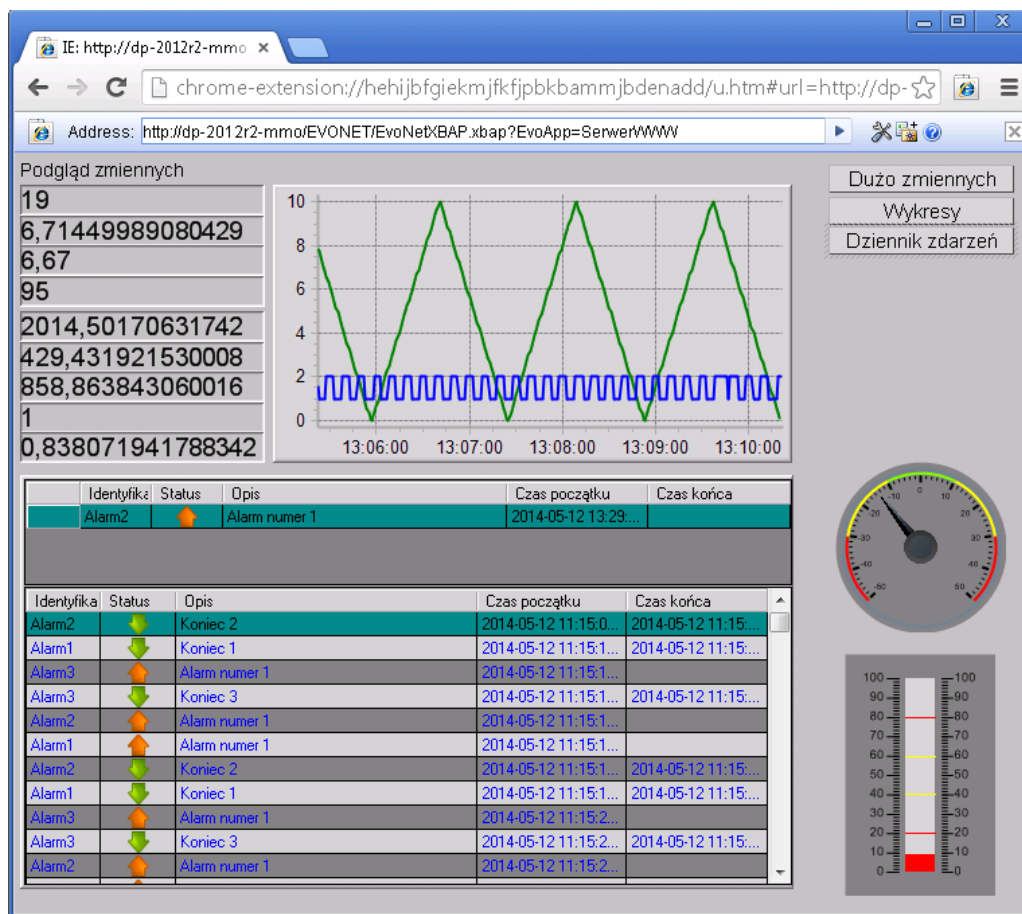 IE: http://dp-2012r2-mmo
chrome-extension://hehijbfgiekmjfkfjpbkbammjbdenadd/u.htm#url=http://dp-
Address: http://dp-2012r2-mmo/EVONET/EvoNetXBAP.xbap?EvoApp=SerwerWWW
Podgląd zmiennych
19
6,71449989080429
6,67
95
2014,50170631742
429,431921530008
858,863843060016
1
0,838071941788342
10
8
6
4
2
0
13:06:00 13:07:00 13:08:00 13:09:00 13:10:00
Dużo zmiennych
Wykresy
Dziennik zdarzeń
Identyfika Status Opis Czas początku Czas końca
Alarm2 Alarm numer 1 2014-05-12 13:29:...
Identyfika Status Opis Czas początku Czas końca
Alarm2 Koniec 2 2014-05-12 11:15:0... 2014-05-12 11:15:...
Alarm1 Koniec 1 2014-05-12 11:15:1... 2014-05-12 11:15:...
Alarm3 Alarm numer 1 2014-05-12 11:15:1...
Alarm3 Koniec 3 2014-05-12 11:15:1... 2014-05-12 11:15:...
Alarm2 Alarm numer 1 2014-05-12 11:15:1...
Alarm1 Alarm numer 1 2014-05-12 11:15:1...
Alarm2 Koniec 2 2014-05-12 11:15:1... 2014-05-12 11:15:...
Alarm1 Koniec 1 2014-05-12 11:15:1... 2014-05-12 11:15:...
Alarm3 Alarm numer 1 2014-05-12 11:15:2...
Alarm3 Koniec 3 2014-05-12 11:15:2... 2014-05-12 11:15:...
Alarm2 Alarm numer 1 2014-05-12 11:15:2...
-10 0 10
-20 20
-30 30
-40 40
-50 50
100 100
90 90
80 80
70 70
60 60
50 50
40 40
30 30
20 20
10 10
0 0